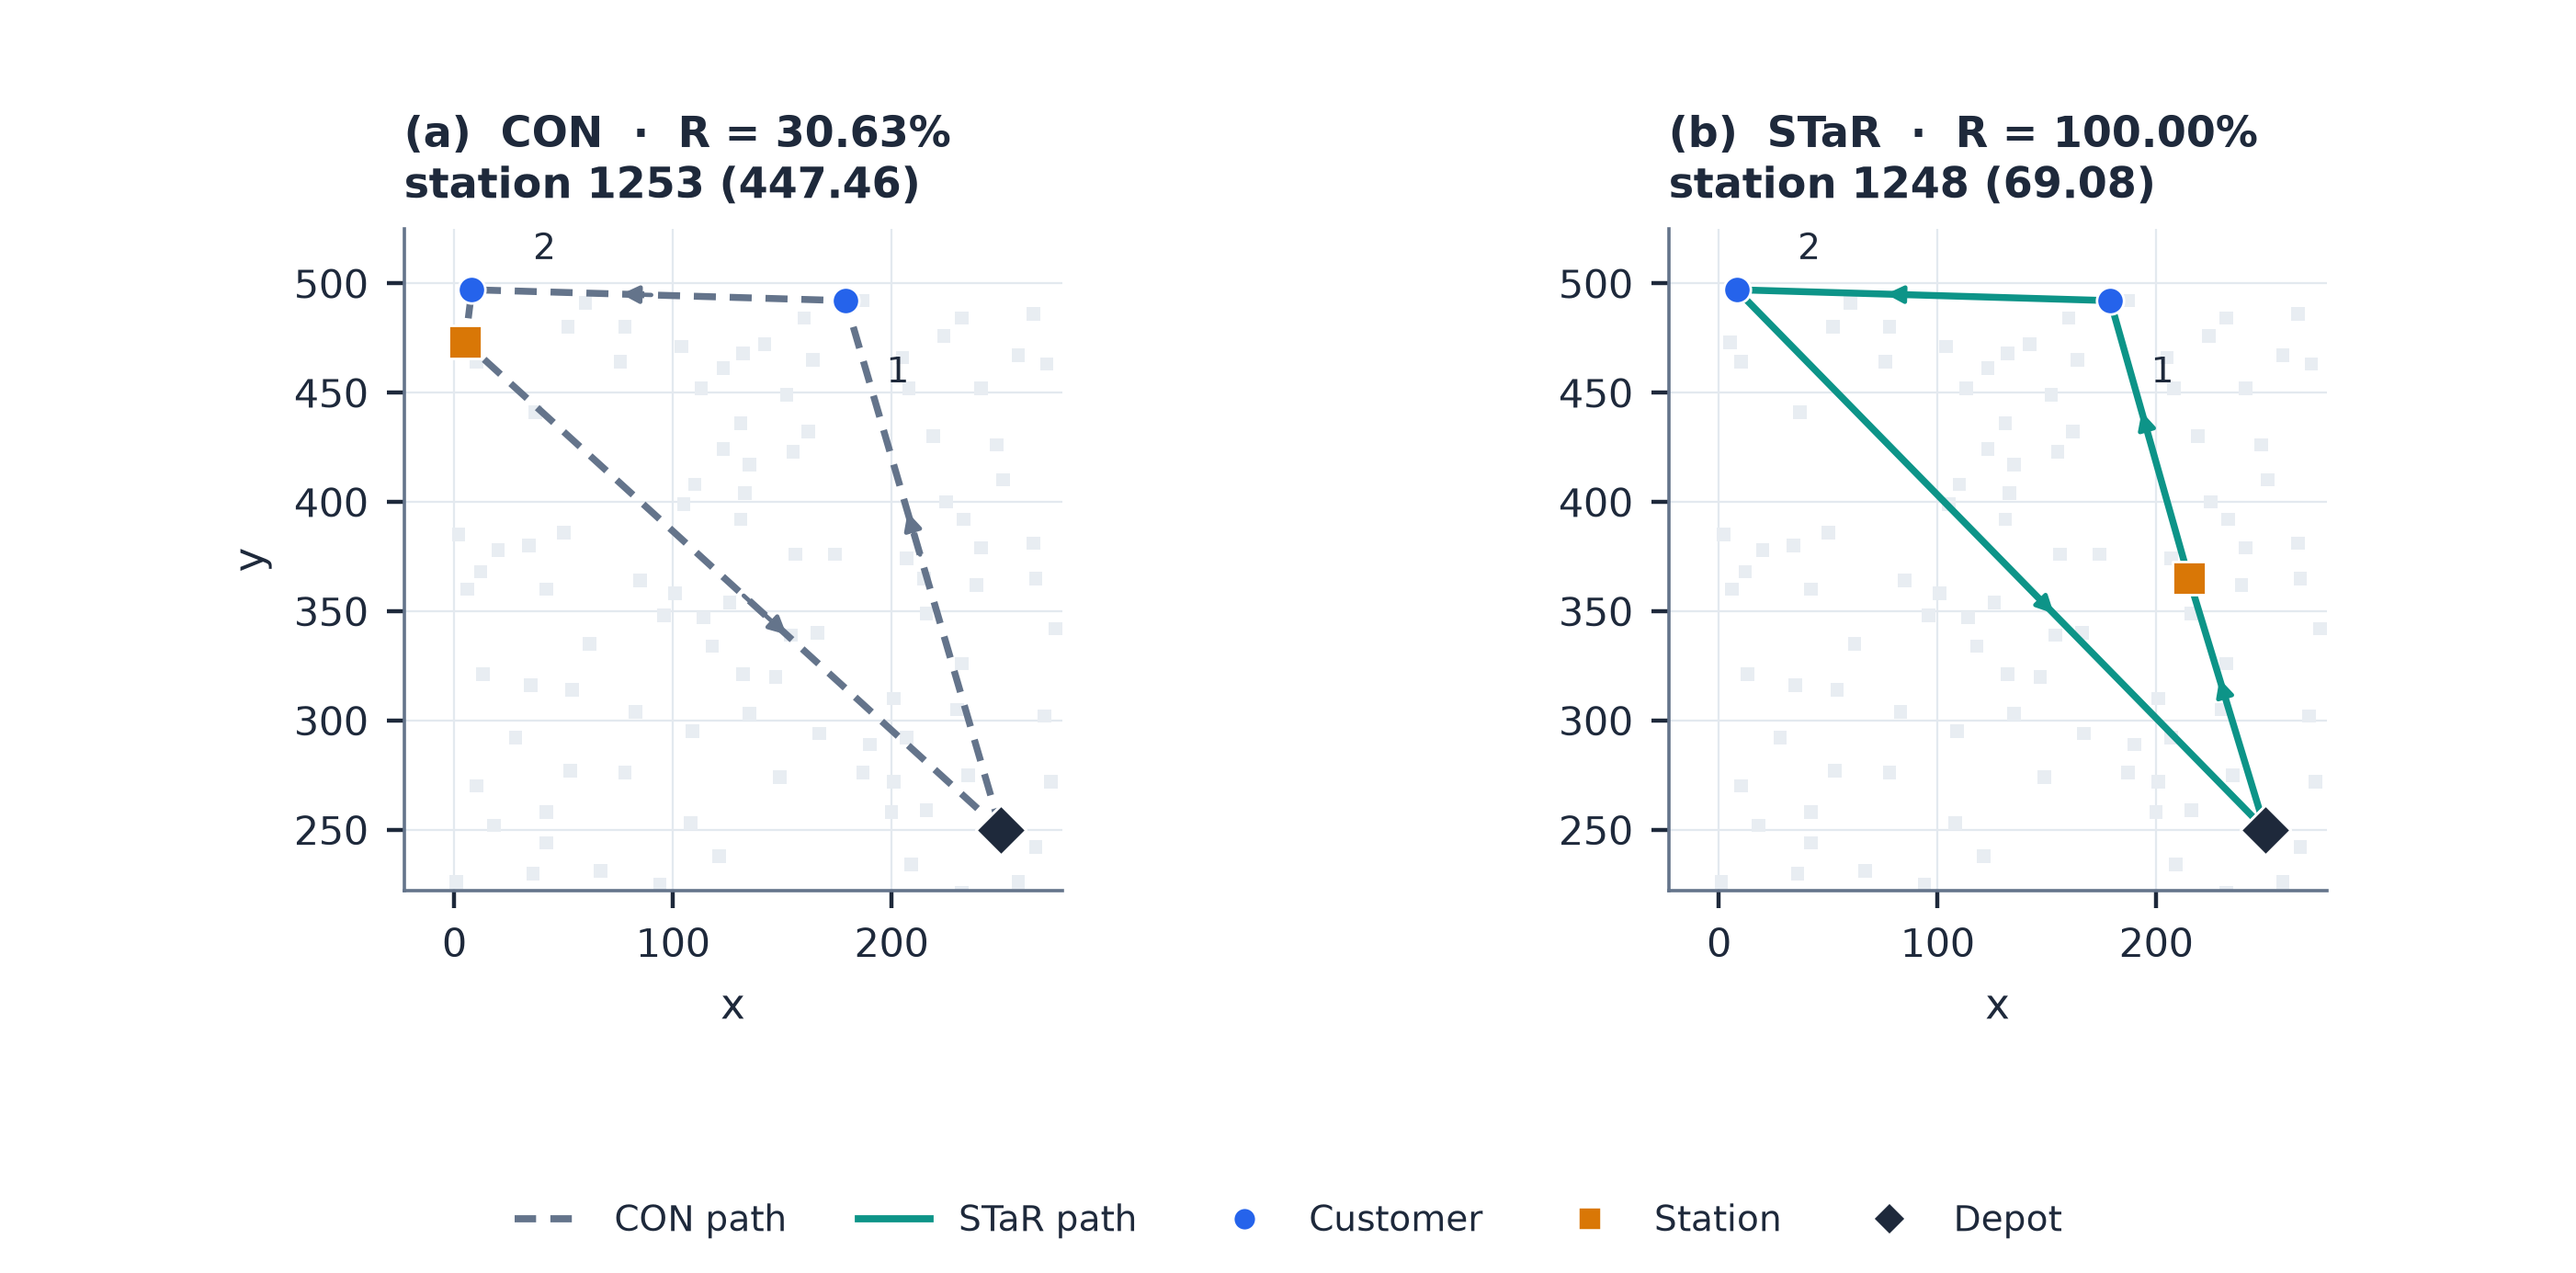 (a) CON · R = 30.63%
station 1253 (447.46)
2
1
500
450
400
350
300
250
y
0 100 200
x
(b) STaR · R = 100.00%
station 1248 (69.08)
2
1
500
450
400
350
300
250
0 100 200
x
CON path STaR path Customer Station Depot